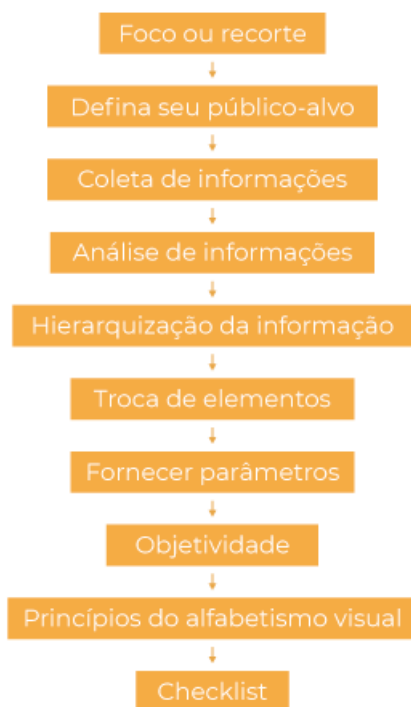 Foco ou recorte
Defina seu público-alvo
Coleta de informações
Análise de informações
Hierarquização da informação
Troca de elementos
Fornecer parâmetros
Objetividade
Princípios do alfabetismo visual
Checklist